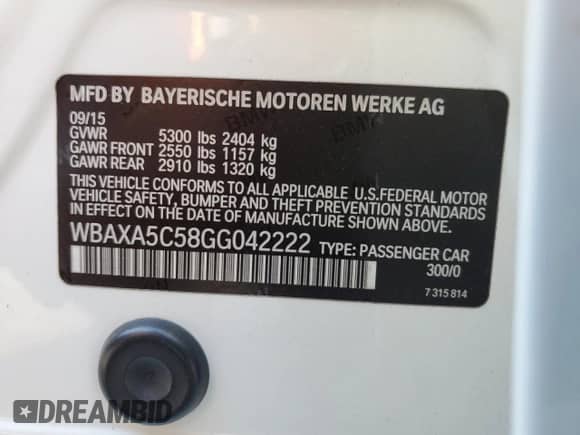 MFD BY BAYERISCHE MOTOREN WERKE AG
09/15
GVWR 5300 lbs 2404 kg
GAWR FRONT 2550 lbs 1157 kg
GAWR REAR 2910 lbs 1320 kg
THIS VEHICLE CONFORMS TO ALL APPLICABLE U.S.FEDERAL MOTOR
VEHICLE SAFETY, BUMPER AND THEFT PREVENTION STANDARDS
IN EFFECT ON THE DATE OF MANUFACTURE SHOWN ABOVE.
WBAXA5C58GG042222 TYPE: PASSENGER CAR
300/0
7 315 814
DREAMBID